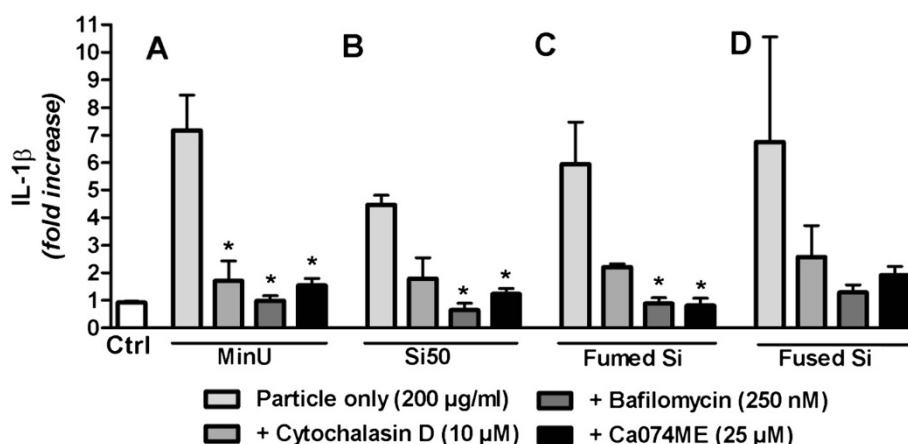 A B C D
IL-1β
(fold increase)
11
10
9
8
7
6
5
4
3
2
1
0
* * * * * * *
Ctrl MinU Si50 Fumed Si Fused Si
Particle only (200 µg/ml) + Bafilomycin (250 nM)
+ Cytochalasin D (10 µM) + Ca074ME (25 µM)